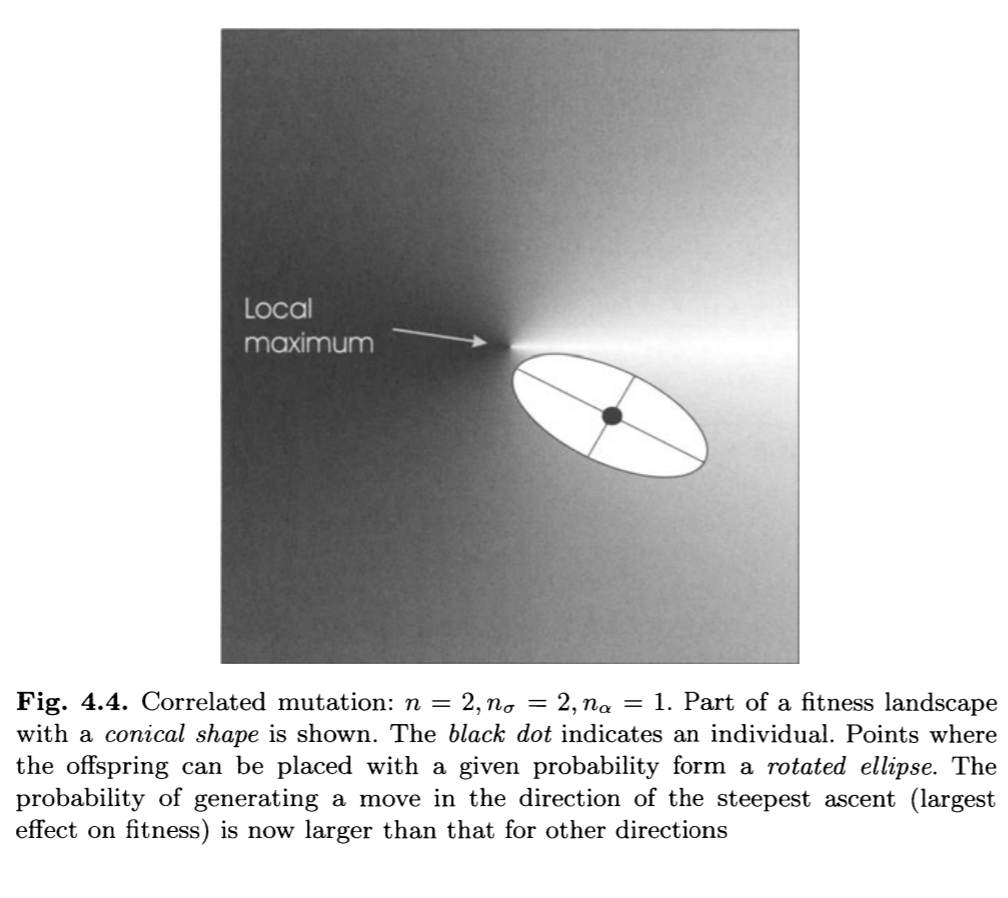 Local
maximum
Fig. 4.4. Correlated mutation: n = 2, nσ = 2, nα = 1. Part of a fitness landscape
with a conical shape is shown. The black dot indicates an individual. Points where
the offspring can be placed with a given probability form a rotated ellipse. The
probability of generating a move in the direction of the steepest ascent (largest
effect on fitness) is now larger than that for other directions